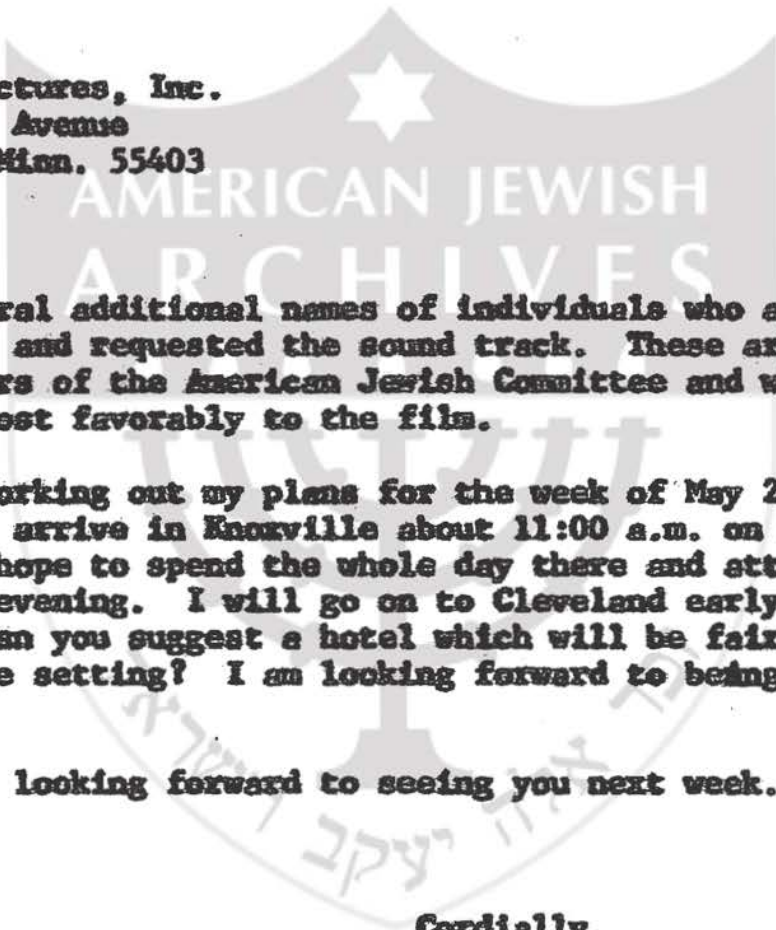 ctures, Inc.
Avenue
Minn. 55403
AMERICAN JEWISH
ARCHIVES
ral additional names of individuals who a
and requested the sound track. These ar
rs of the American Jewish Committee and w
ost favorably to the film.
orking out my plans for the week of May 2
arrive in Knoxville about 11:00 a.m. on
hope to spend the whole day there and att
evening. I will go on to Cleveland early
an you suggest a hotel which will be fair
e setting? I am looking forward to being
looking forward to seeing you next week.
יעקב
Cordially